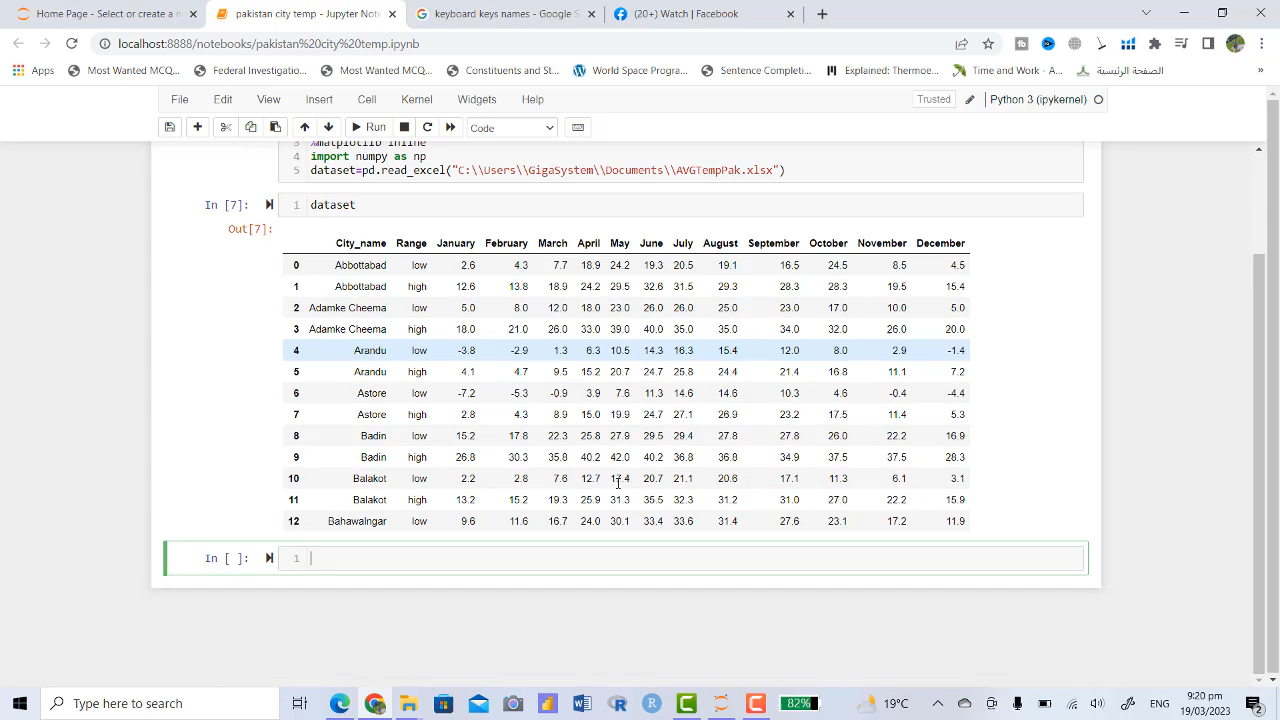 Home Page - Select or create a n
pakistan city temp - Jupyter Note
keyboard keys names - Google S
(20+) Watch | Facebook
localhost:8888/notebooks/pakistan%20city%20temp.ipynb
Apps Most Wanted MCQ... Federal Investigatio... Most Wanted MCQ... Constituents and St... World Space Progra... Sentence Completi... Explained: Thermoe... Time and Work - A... الصفحة الرئيسية »
File Edit View Insert Cell Kernel Widgets Help Trusted Python 3 (ipykernel)
Run Code
3 %matplotlib inline
4 import numpy as np
5 dataset=pd.read_excel("C:\\Users\\GigaSystem\\Documents\\AVGTempPak.xlsx")
In [7]: 1 dataset
Out[7]:
City_name Range January February March April May June July August September October November December
0 Abbottabad low 2.6 4.3 7.7 18.9 24.2 19.3 20.5 19.1 16.5 24.5 8.5 4.5
1 Abbottabad high 12.6 13.8 18.9 24.2 29.5 32.6 31.5 29.3 28.3 28.3 19.5 15.4
2 Adamke Cheema low 5.0 8.0 12.0 18.0 23.0 26.0 26.0 25.0 23.0 17.0 10.0 5.0
3 Adamke Cheema high 18.0 21.0 26.0 33.0 39.0 40.0 35.0 35.0 34.0 32.0 26.0 20.0
4 Arandu low -3.8 -2.9 1.3 6.3 10.5 14.3 16.3 15.4 12.0 8.0 2.9 -1.4
5 Arandu high 4.1 4.7 9.5 15.2 20.7 24.7 25.8 24.4 21.4 16.8 11.1 7.2
6 Astore low -7.2 -5.3 -0.9 3.9 7.6 11.3 14.6 14.6 10.3 4.6 -0.4 -4.4
7 Astore high 2.8 4.3 8.9 15.0 19.9 24.7 27.1 26.9 23.2 17.5 11.4 5.3
8 Badin low 15.2 17.8 22.3 25.8 27.9 29.5 29.4 27.8 27.8 26.0 22.2 16.9
9 Badin high 26.8 30.3 35.8 40.2 42.0 40.2 36.8 36.8 34.9 37.5 37.5 28.3
10 Balakot low 2.2 2.8 7.6 12.7 17.4 20.7 21.1 20.6 17.1 11.3 6.1 3.1
11 Balakot high 13.2 15.2 19.3 25.9 31.3 35.5 32.3 31.2 31.0 27.0 22.2 15.9
12 Bahawalngar low 9.6 11.6 16.7 24.0 30.1 33.4 33.6 31.4 27.6 23.1 17.2 11.9
In [ ]: 1
Type here to search 82% 19°C ENG 9:20 pm
19/03/2023 2